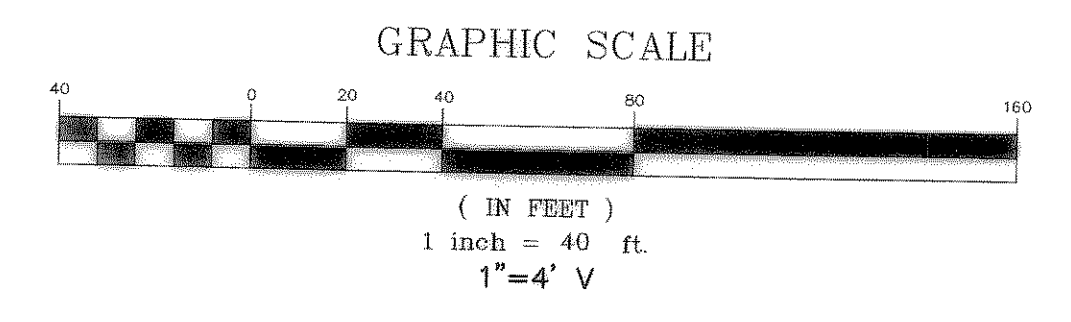 GRAPHIC SCALE
40 0 20 40 80 160
( IN FEET )
1 inch = 40 ft.
1"=4' V